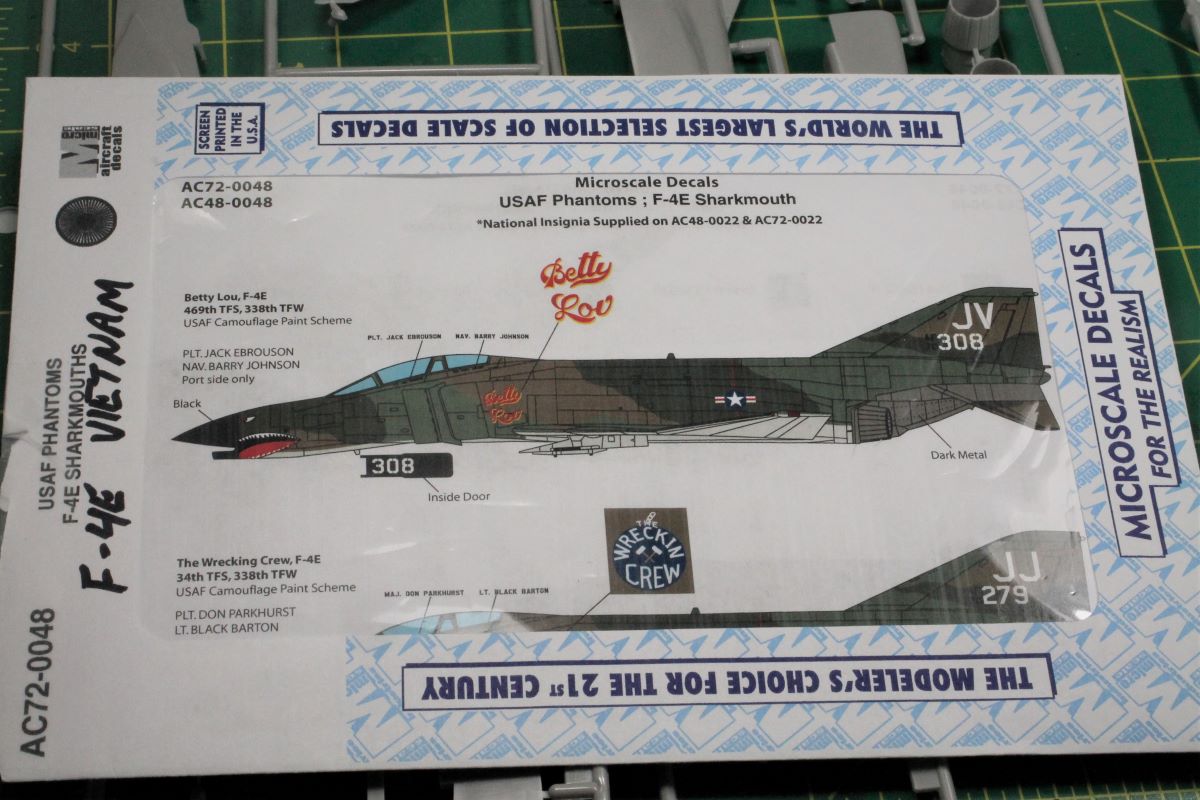 THE WORLD'S LARGEST SELECTION OF SCALE DECALS
SCREEN
PRINTED
IN THE
U.S.A.
aircraft
decals
USAF PHANTOMS
F-4E SHARKMOUTHS
F-4E VIETNAM
AC72-0048
AC72-0048
AC48-0048
Microscale Decals
USAF Phantoms ; F-4E Sharkmouth
*National Insignia Supplied on AC48-0022 & AC72-0022
Betty
Lov
Betty Lou, F-4E
469th TFS, 338th TFW
USAF Camouflage Paint Scheme
PLT. JACK EBROUSON
NAV. BARRY JOHNSON
Port side only
Black
PLT. JACK EBROUSON
NAV. BARRY JOHNSON
Betty
Lov
JV
308
308
Inside Door
Dark Metal
The Wrecking Crew, F-4E
34th TFS, 338th TFW
USAF Camouflage Paint Scheme
PLT. DON PARKHURST
LT. BLACK BARTON
MAJ. DON PARKHURST
LT. BLACK BARTON
THE
WRECKIN
CREW
JJ
279
MICROSCALE DECALS
FOR THE REALISM
THE MODELER'S CHOICE FOR THE 21ST CENTURY